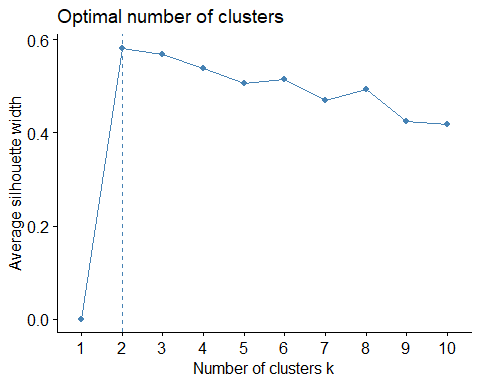 Optimal number of clusters
Average silhouette width
0.6
0.4
0.2
0.0
1 2 3 4 5 6 7 8 9 10
Number of clusters k